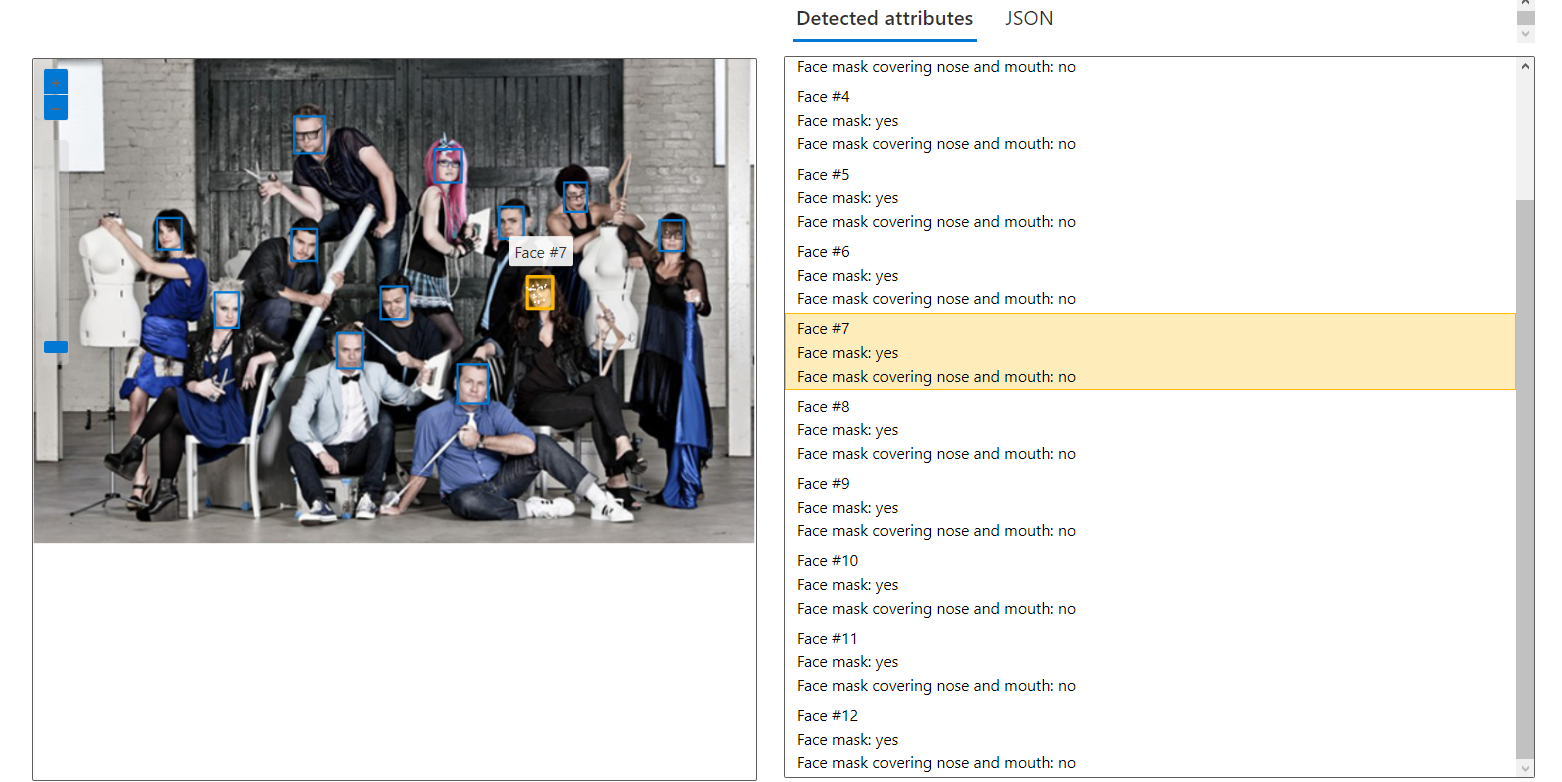 Detected attributes JSON
Face mask covering nose and mouth: no
Face #4
Face mask: yes
Face mask covering nose and mouth: no
Face #5
Face mask: yes
Face mask covering nose and mouth: no
Face #6
Face mask: yes
Face mask covering nose and mouth: no
Face #7
Face #7
Face mask: yes
Face mask covering nose and mouth: no
Face #8
Face mask: yes
Face mask covering nose and mouth: no
Face #9
Face mask: yes
Face mask covering nose and mouth: no
Face #10
Face mask: yes
Face mask covering nose and mouth: no
Face #11
Face mask: yes
Face mask covering nose and mouth: no
Face #12
Face mask: yes
Face mask covering nose and mouth: no